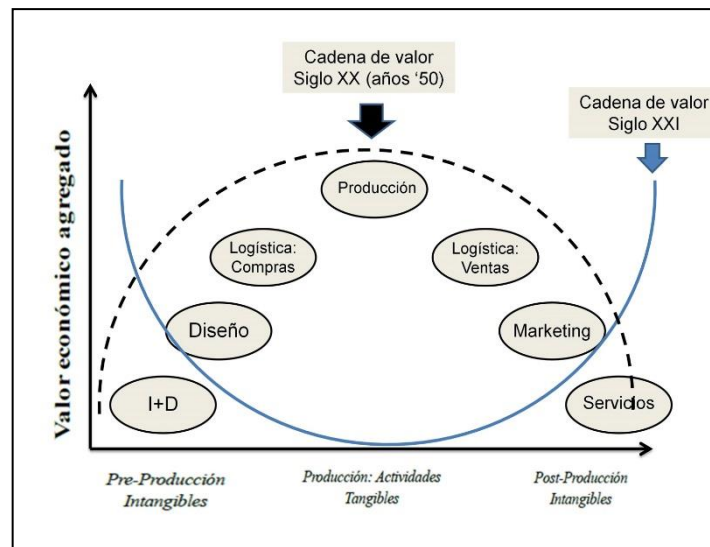 Cadena de valor
Siglo XX (años ‘50)
Cadena de valor
Siglo XXI
Valor económico agregado
Producción
Logística:
Compras
Logística:
Ventas
Diseño
Marketing
I+D
Servicios
Pre-Producción
Intangibles
Producción: Actividades
Tangibles
Post-Producción
Intangibles